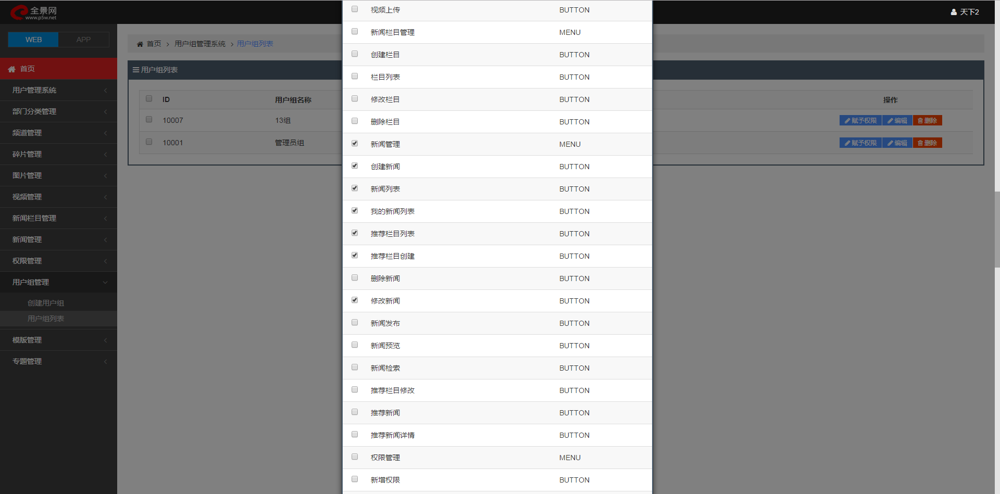 全景网
www.p5w.net
天下2
WEB APP
首页
用户管理系统
部门分类管理
频道管理
碎片管理
图片管理
视频管理
新闻栏目管理
新闻管理
权限管理
用户组管理
创建用户组
用户组列表
模版管理
专题管理
首页 > 用户组管理系统 > 用户组列表
用户组列表
ID 用户组名称 操作
10007 13组 赋予权限 编辑 删除
10001 管理员组 赋予权限 编辑 删除
视频上传 BUTTON
新闻栏目管理 MENU
创建栏目 BUTTON
栏目列表 BUTTON
修改栏目 BUTTON
删除栏目 BUTTON
新闻管理 MENU
创建新闻 BUTTON
新闻列表 BUTTON
我的新闻列表 BUTTON
推荐栏目列表 BUTTON
推荐栏目创建 BUTTON
删除新闻 BUTTON
修改新闻 BUTTON
新闻发布 BUTTON
新闻预览 BUTTON
新闻检索 BUTTON
推荐栏目修改 BUTTON
推荐新闻 BUTTON
推荐新闻详情 BUTTON
权限管理 MENU
新增权限 BUTTON